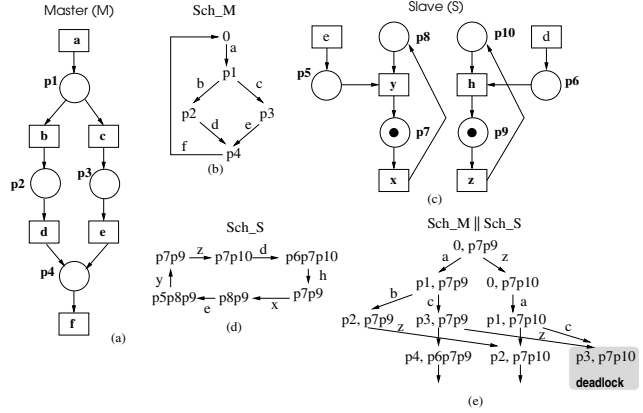 Master (M)
a
p1
b
c
p2
p3
d
e
p4
f
(a)
Sch_M
0
a
p1
b
c
p2
p3
d
e
f
p4
(b)
Slave (S)
e
p8
p10
d
p5
y
h
p6
p7
p9
x
z
(c)
Sch_S
p7p9
z
p7p10
d
p6p7p10
y
h
p5p8p9
e
p8p9
x
p7p9
(d)
Sch_M || Sch_S
0, p7p9
a
z
p1, p7p9
0, p7p10
b
c
a
p2, p7p9
p3, p7p9
p1, p7p10
c
z
z
p4, p6p7p9
p2, p7p10
p3, p7p10
deadlock
(e)